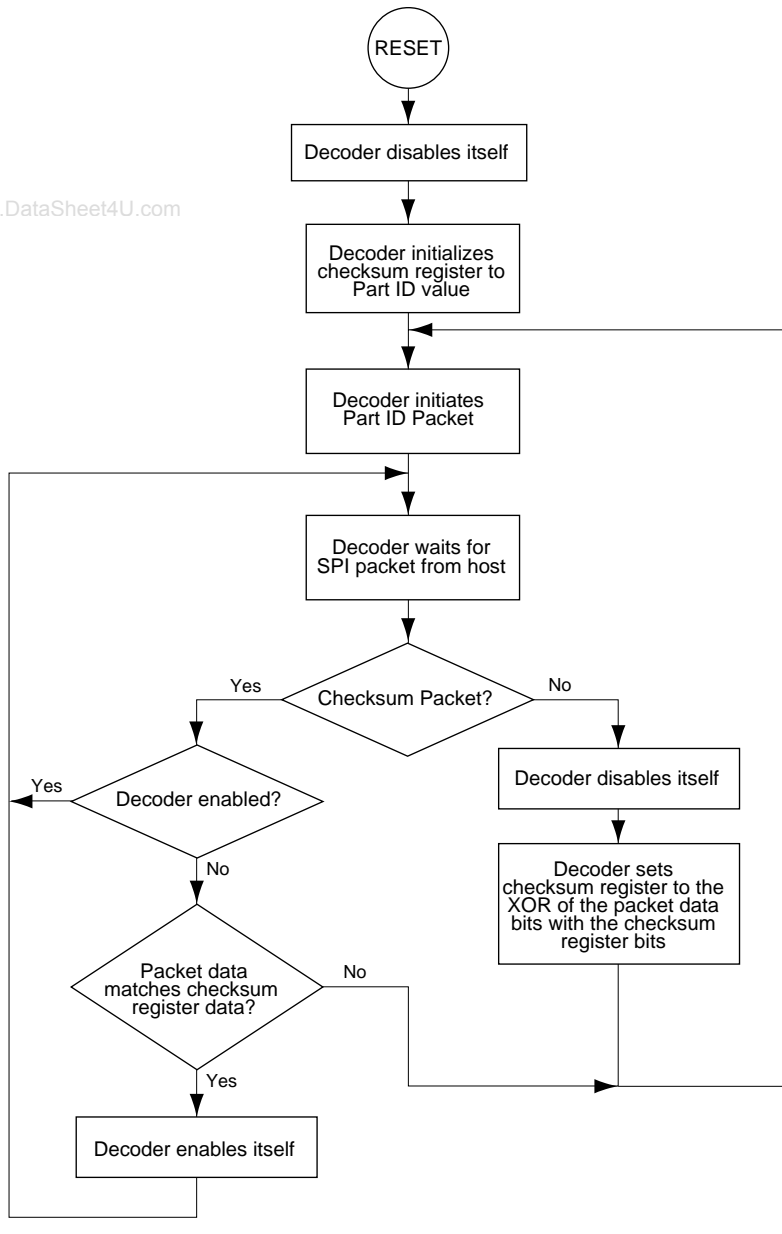 RESET
Decoder disables itself
.DataSheet4U.com
Decoder initializes
checksum register to
Part ID value
Decoder initiates
Part ID Packet
Decoder waits for
SPI packet from host
Checksum Packet?
Yes
No
Decoder enabled?
Yes
No
Decoder disables itself
Decoder sets
checksum register to the
XOR of the packet data
bits with the checksum
register bits
Packet data
matches checksum
register data?
No
Yes
Decoder enables itself